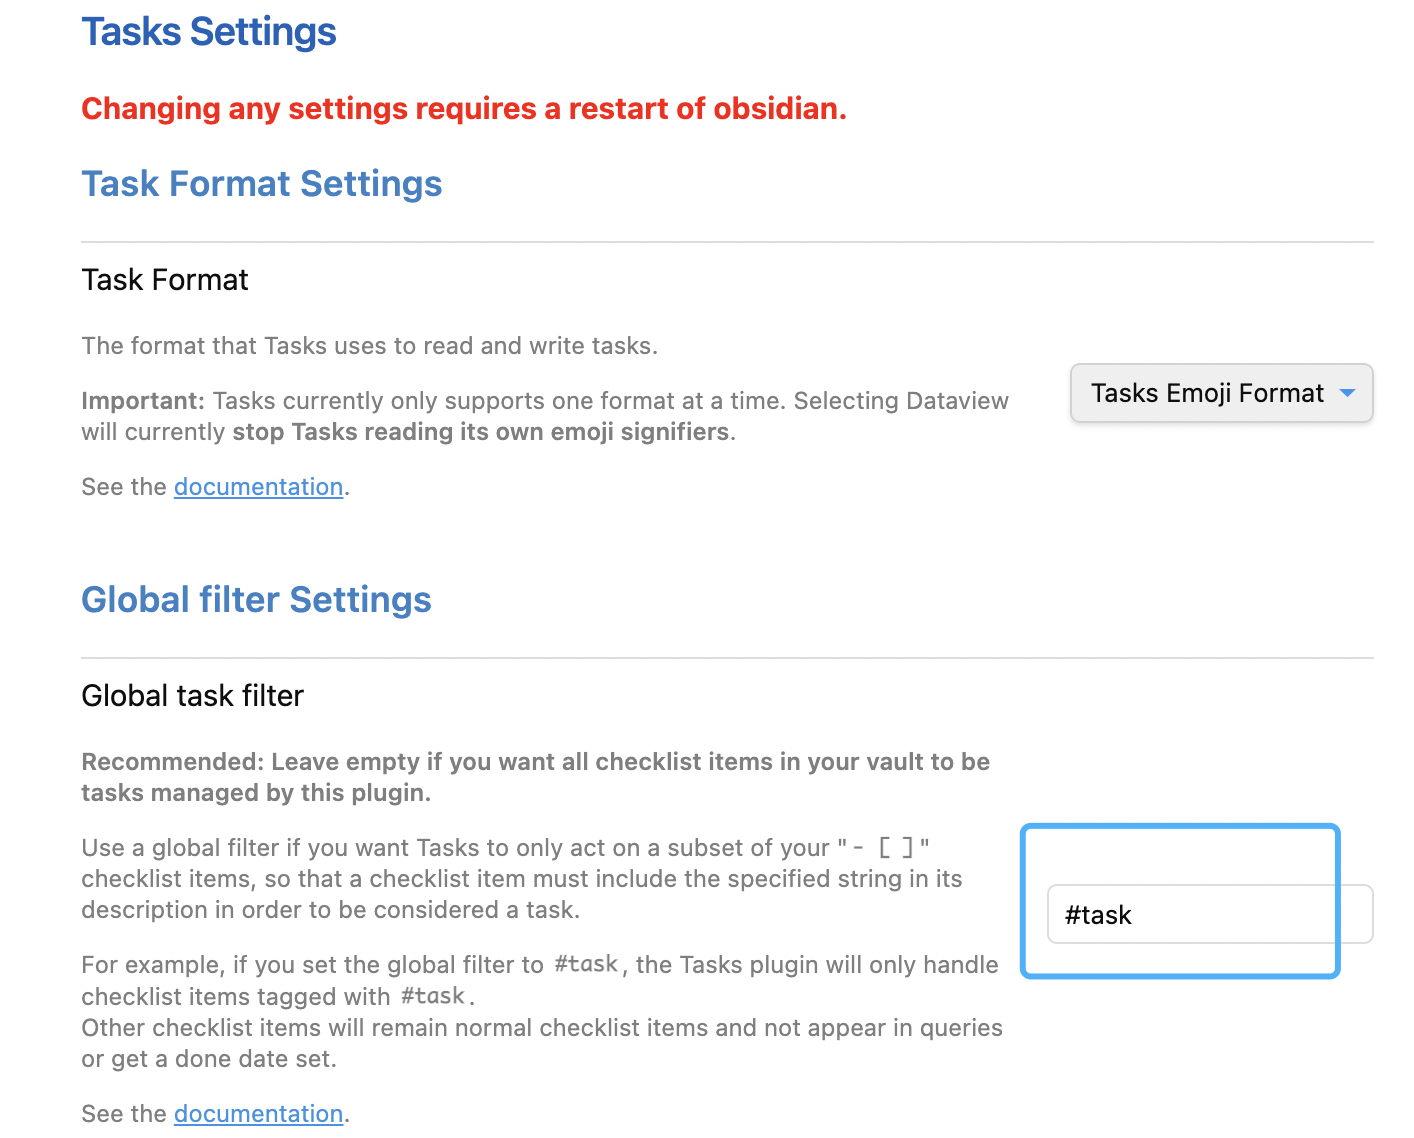 Tasks Settings
Changing any settings requires a restart of obsidian.
Task Format Settings
Task Format
The format that Tasks uses to read and write tasks.
Important: Tasks currently only supports one format at a time. Selecting Dataview
will currently stop Tasks reading its own emoji signifiers.
Tasks Emoji Format
See the documentation.
Global filter Settings
Global task filter
Recommended: Leave empty if you want all checklist items in your vault to be
tasks managed by this plugin.
Use a global filter if you want Tasks to only act on a subset of your "- [ ]"
checklist items, so that a checklist item must include the specified string in its
description in order to be considered a task.
#task
For example, if you set the global filter to #task, the Tasks plugin will only handle
checklist items tagged with #task.
Other checklist items will remain normal checklist items and not appear in queries
or get a done date set.
See the documentation.